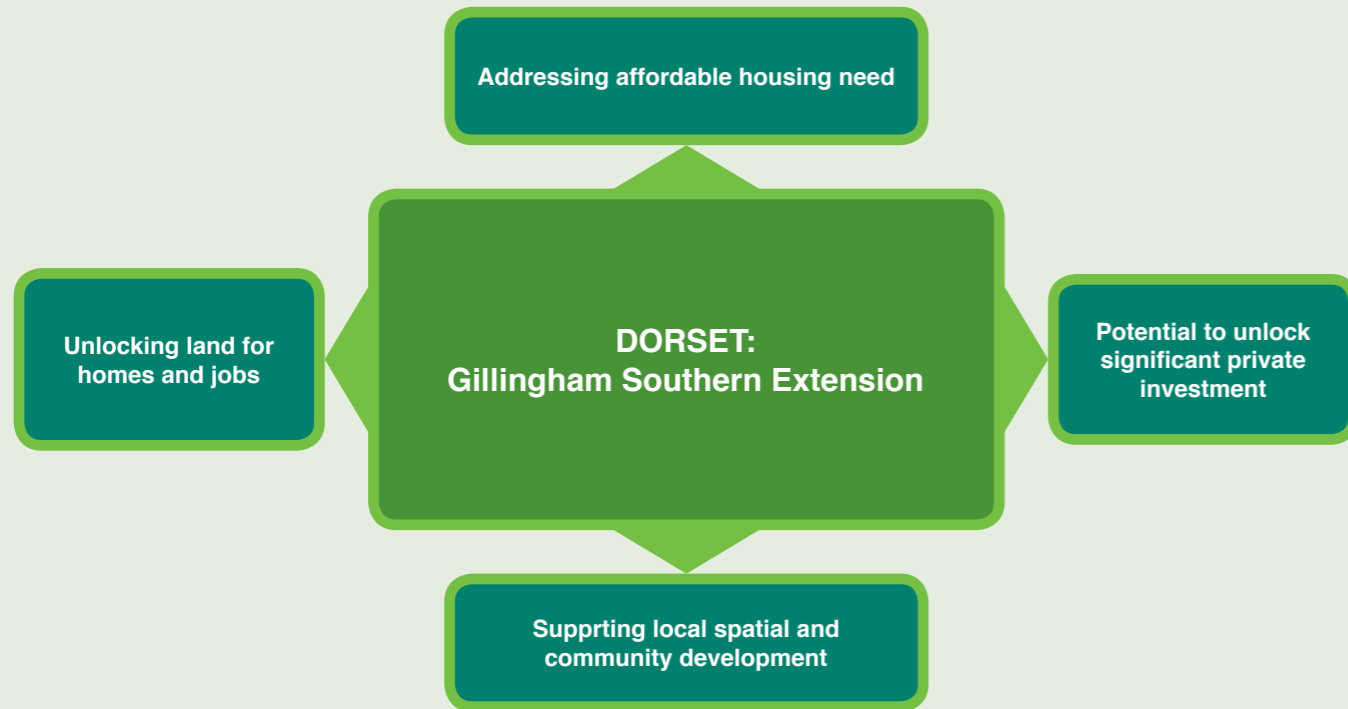 Addressing affordable housing need
Unlocking land for
homes and jobs
DORSET:
Gillingham Southern Extension
Potential to unlock
significant private
investment
Supprting local spatial and
community development